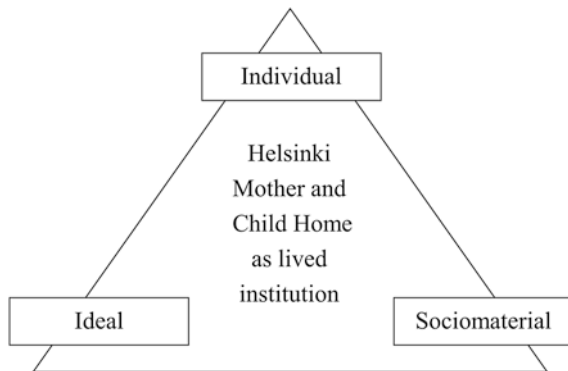 Individual
Helsinki
Mother and
Child Home
as lived
institution
Ideal
Sociomaterial